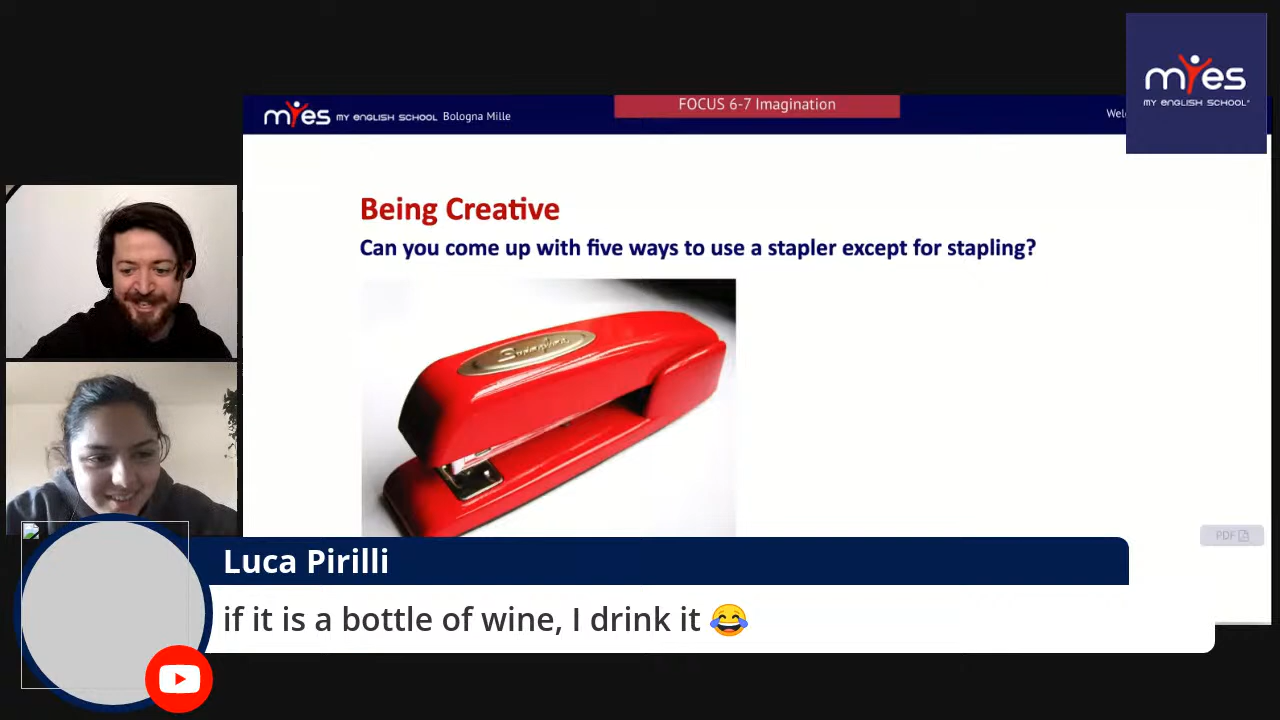 myes
MY ENGLISH SCHOOL
myes MY ENGLISH SCHOOL Bologna Mille
FOCUS 6-7 Imagination
Being Creative
Can you come up with five ways to use a stapler except for stapling?
PDF
Luca Pirilli
if it is a bottle of wine, I drink it 😂